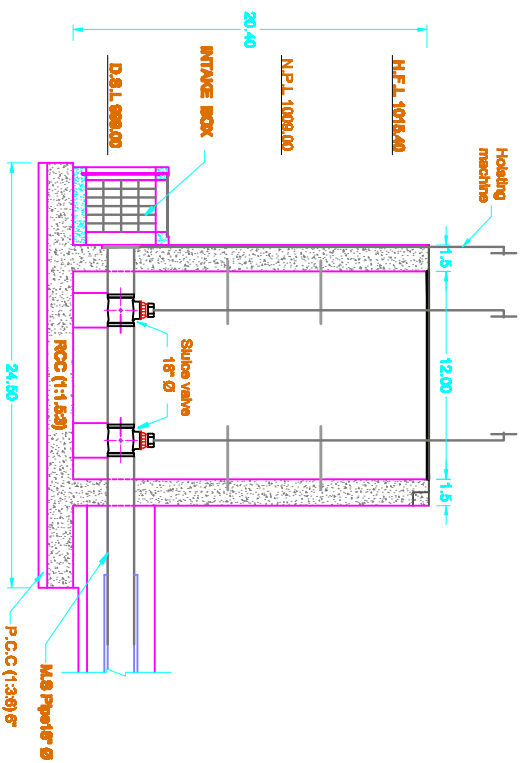 Hoisting
machine
H.F.L 1015.40
N.P.L 1009.00
D.S.L 999.00
INTAKE BOX
20.40
1.5
12.00
1.5
Sluice valve
18" Ø
RCC (1:1.5:3)
24.50
M.S Pipe18" Ø
P.C.C (1:3:6) 6"